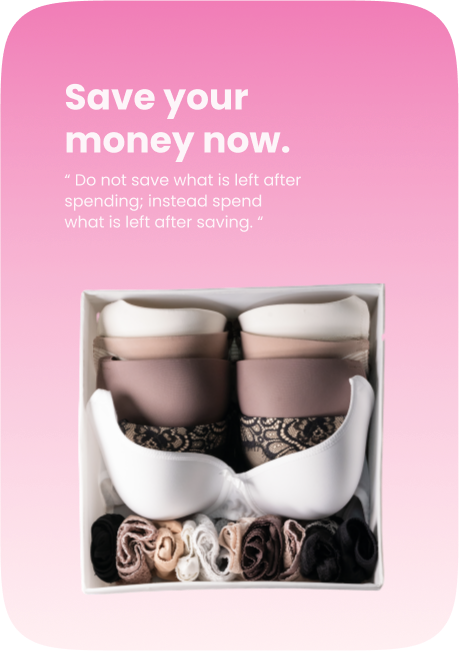 Save your
money now.
“ Do not save what is left after
spending; instead spend
what is left after saving. “